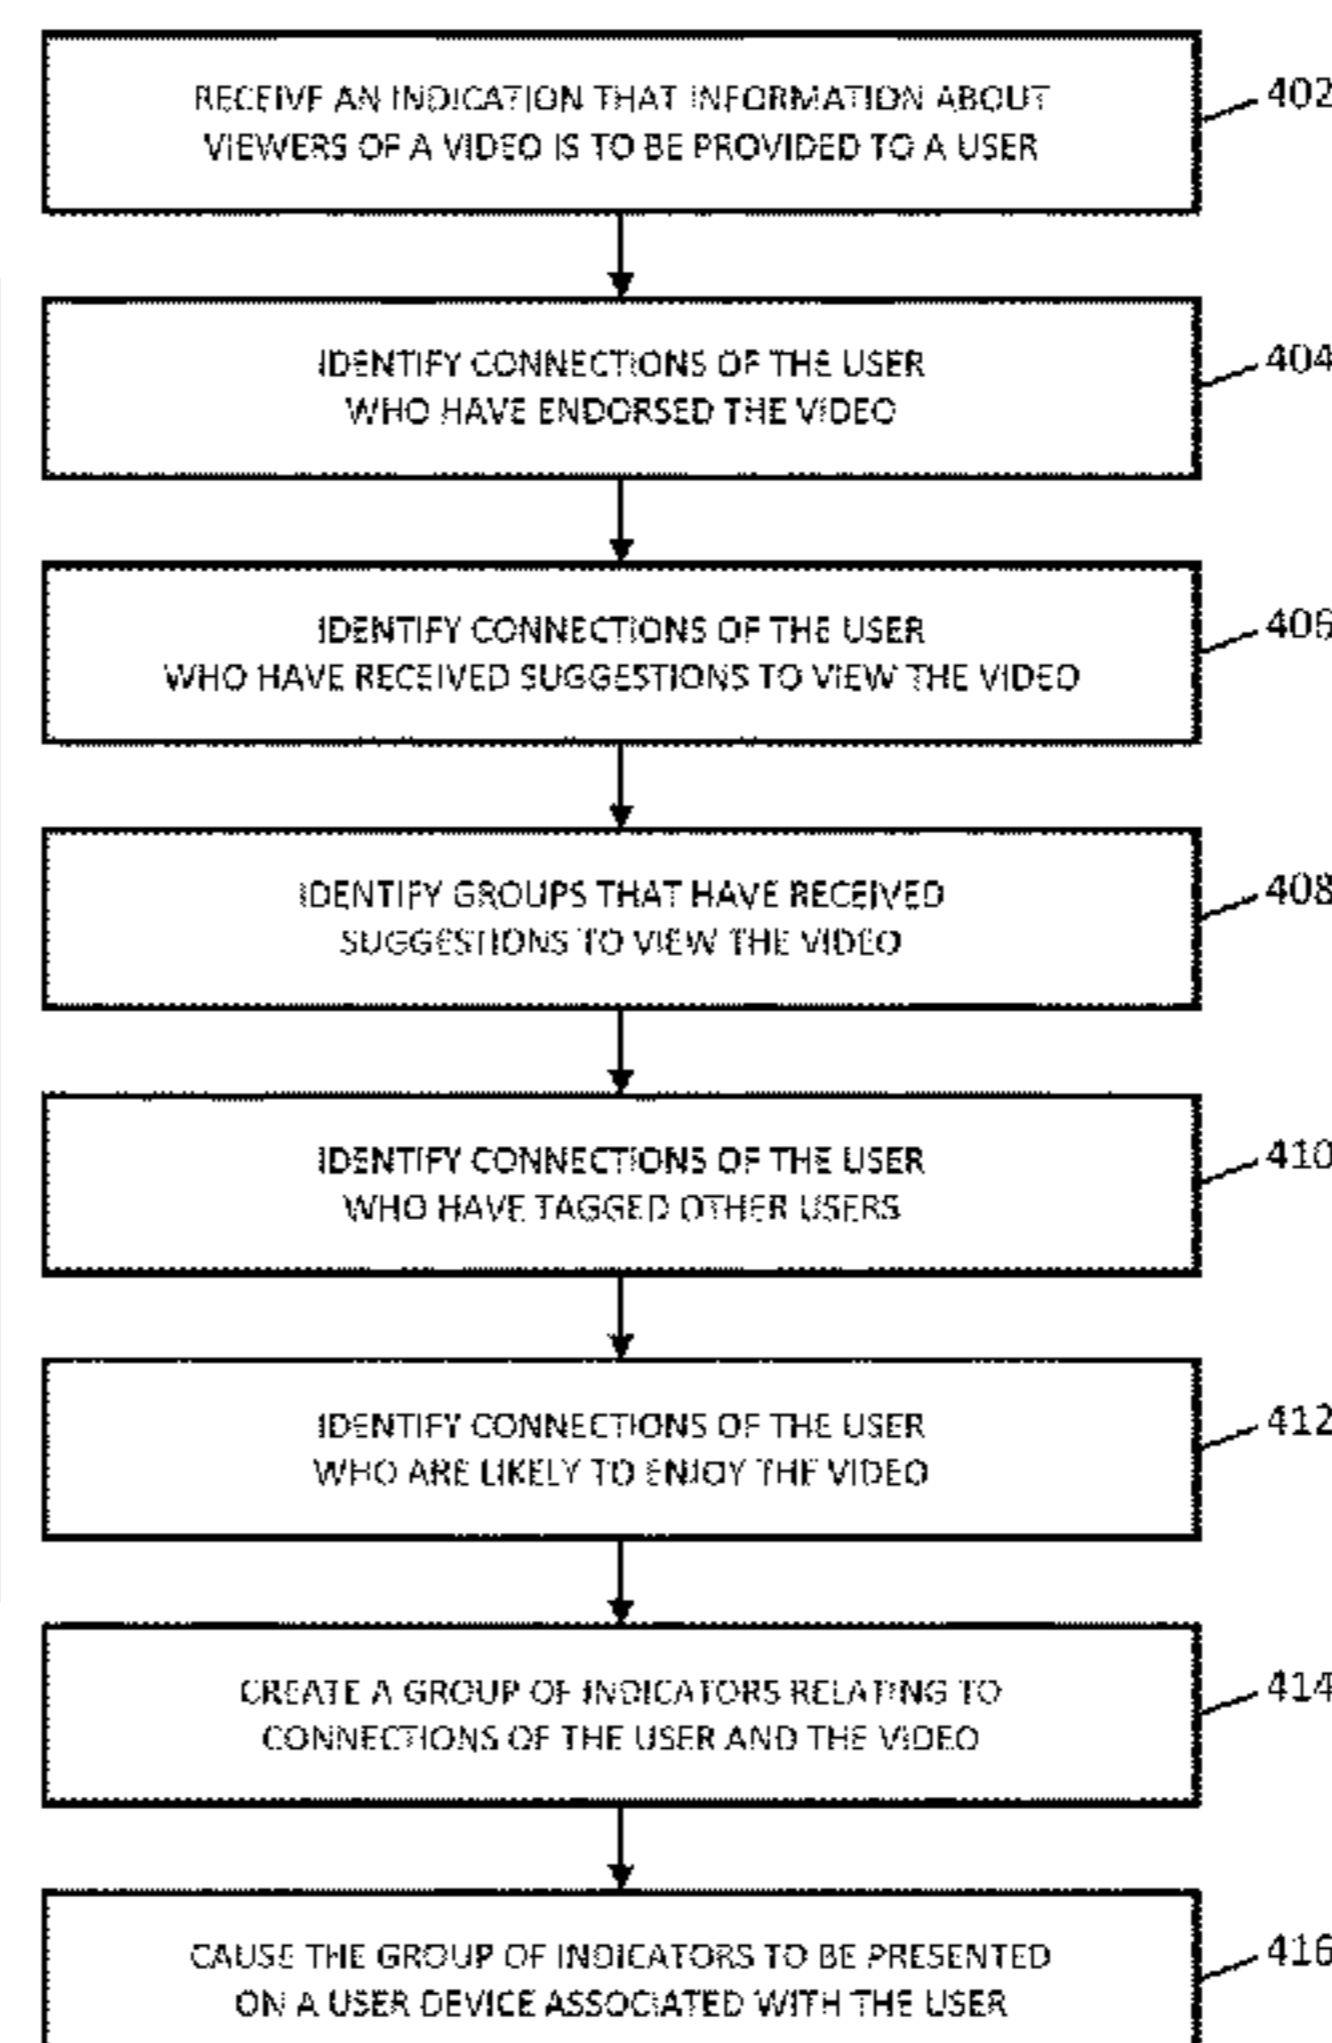 RECEIVE AN INDICATION THAT INFORMATION ABOUT
VIEWERS OF A VIDEO IS TO BE PROVIDED TO A USER
402
IDENTIFY CONNECTIONS OF THE USER
WHO HAVE ENDORSED THE VIDEO
404
IDENTIFY CONNECTIONS OF THE USER
WHO HAVE RECEIVED SUGGESTIONS TO VIEW THE VIDEO
406
IDENTIFY GROUPS THAT HAVE RECEIVED
SUGGESTIONS TO VIEW THE VIDEO
408
IDENTIFY CONNECTIONS OF THE USER
WHO HAVE TAGGED OTHER USERS
410
IDENTIFY CONNECTIONS OF THE USER
WHO ARE LIKELY TO ENJOY THE VIDEO
412
CREATE A GROUP OF INDICATORS RELATING TO
CONNECTIONS OF THE USER AND THE VIDEO
414
CAUSE THE GROUP OF INDICATORS TO BE PRESENTED
ON A USER DEVICE ASSOCIATED WITH THE USER
416